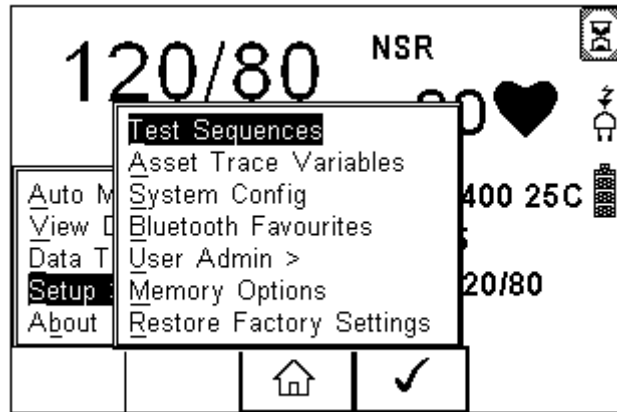 120/80
NSR
Test Sequences
Asset Trace Variables
System Config
Bluetooth Favourites
User Admin >
Memory Options
Restore Factory Settings
Auto
View
Data
Setup
About
25C
20/80